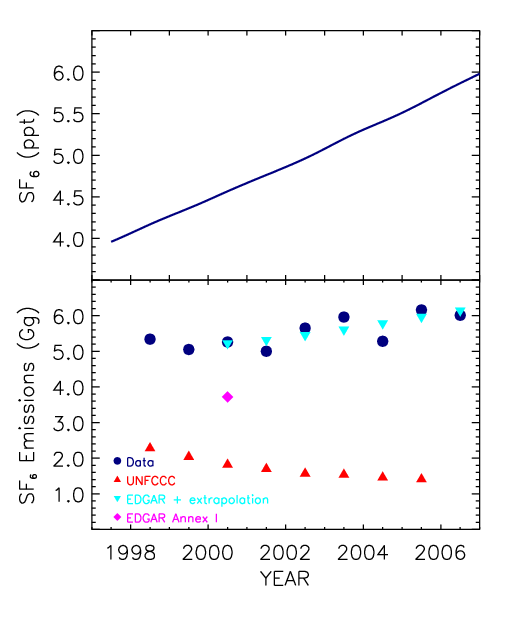 SF6 (ppt)
6.0
5.5
5.0
4.5
4.0
SF6 Emissions (Gg)
6.0
5.0
4.0
3.0
2.0
1.0
Data
UNFCCC
EDGAR + extrapolation
EDGAR Annex I
1998 2000 2002 2004 2006
YEAR